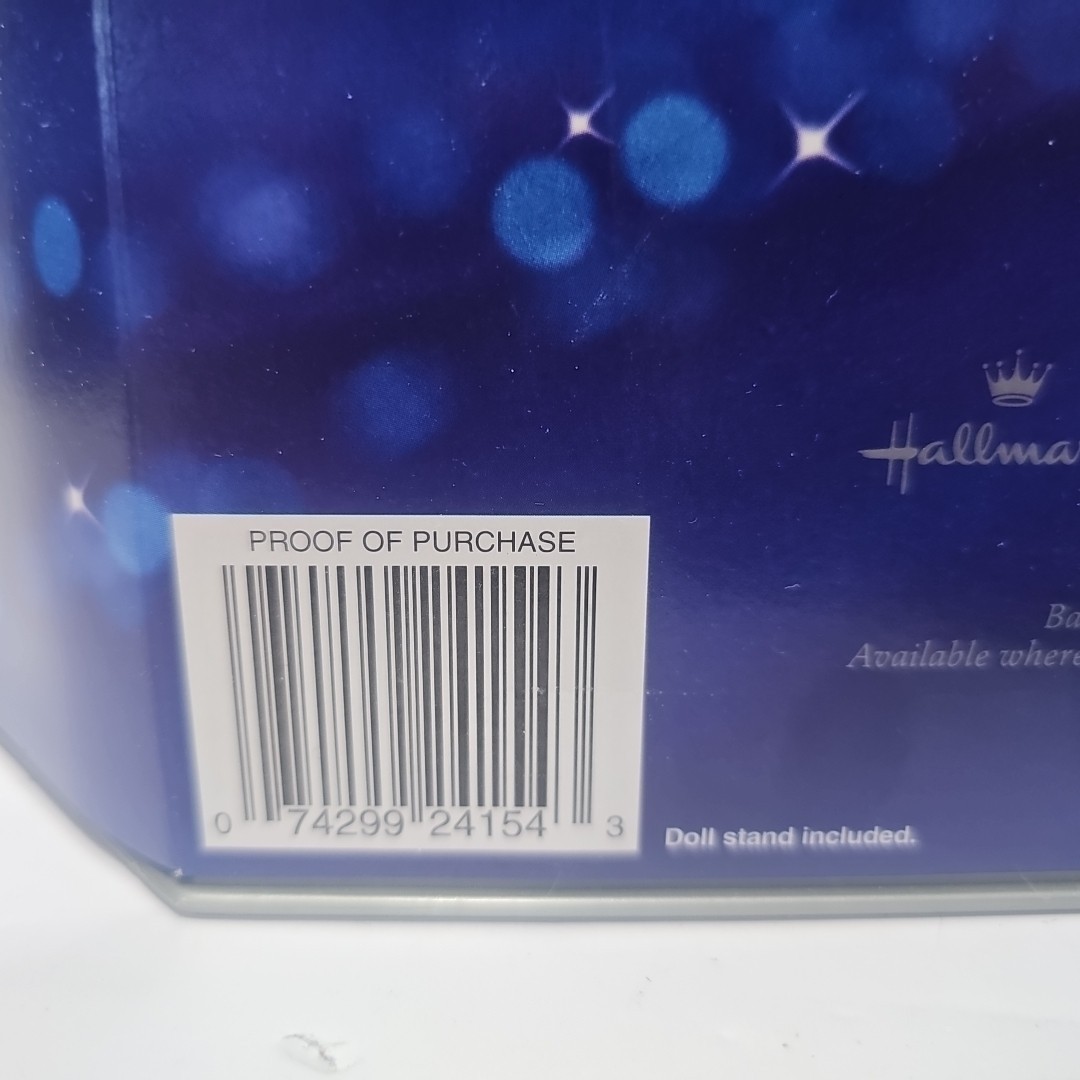 Hallma
PROOF OF PURCHASE
Ba
Available where
0 74299 24154 3
Doll stand included.